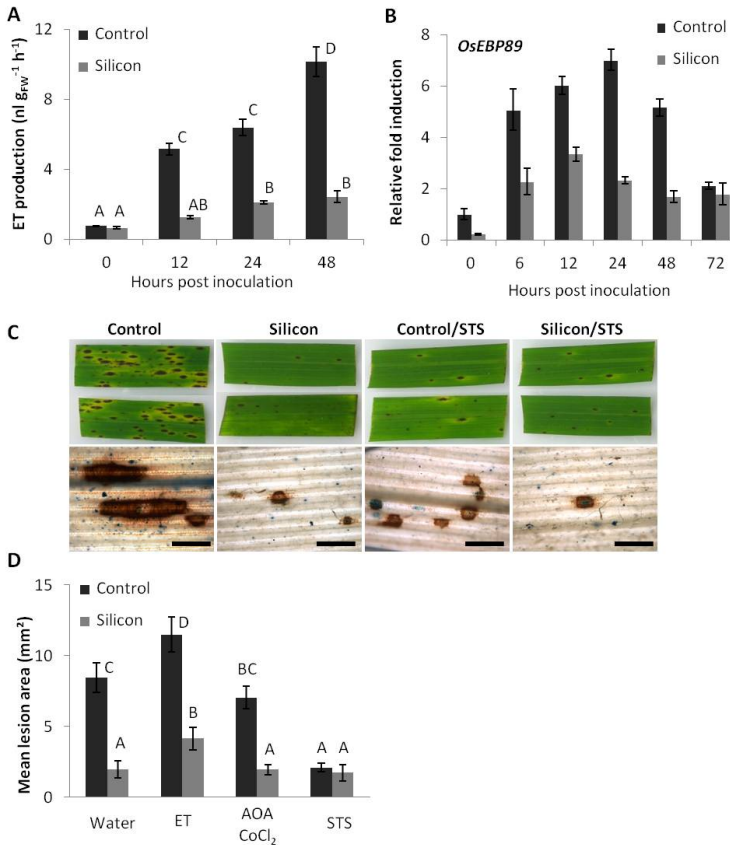 A
Control
Silicon
ET production (nl gFW⁻¹ h⁻¹)
12
8
4
0
A A
C
AB
C
B
D
B
0 12 24 48
Hours post inoculation
B
OsEBP89
Control
Silicon
Relative fold induction
8
6
4
2
0
0 6 12 24 48 72
Hours post inoculation
C
Control Silicon Control/STS Silicon/STS
D
Control
Silicon
Mean lesion area (mm²)
15
10
5
0
C
A
D
B
BC
A
A A
Water ET AOA STS
CoCl₂